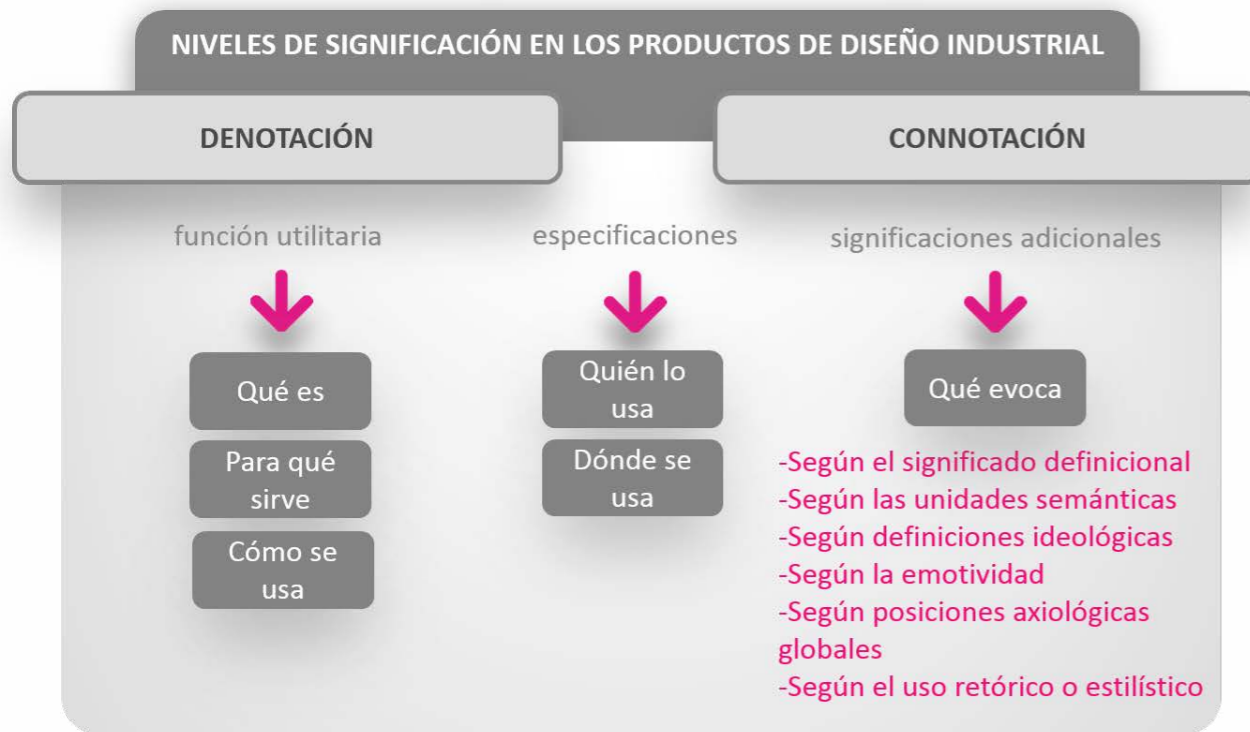 NIVELES DE SIGNIFICACIÓN EN LOS PRODUCTOS DE DISEÑO INDUSTRIAL
DENOTACIÓN
CONNOTACIÓN
función utilitaria
especificaciones
significaciones adicionales
Qué es
Para qué
sirve
Cómo se
usa
Quién lo
usa
Dónde se
usa
Qué evoca
-Según el significado definicional
-Según las unidades semánticas
-Según definiciones ideológicas
-Según la emotividad
-Según posiciones axiológicas
globales
-Según el uso retórico o estilístico